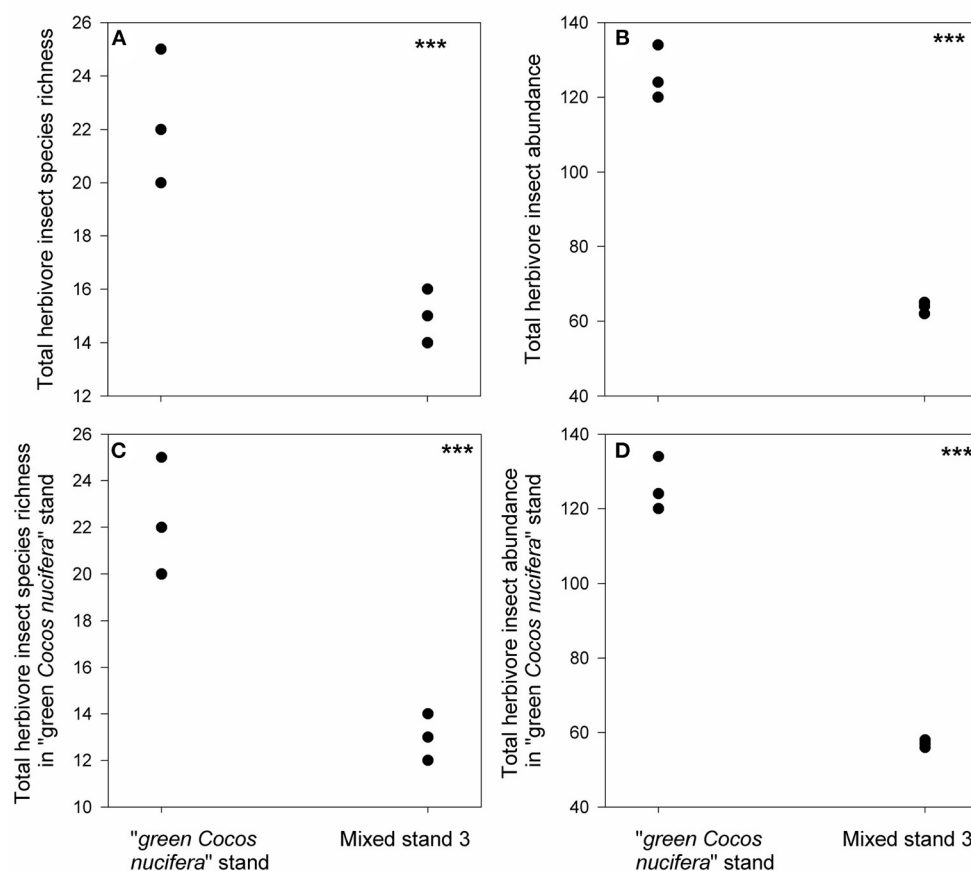 A
***
Total herbivore insect species richness
26
24
22
20
18
16
14
12
B
***
Total herbivore insect abundance
140
120
100
80
60
40
C
***
Total herbivore insect species richness
in "green Cocos nucifera" stand
26
24
22
20
18
16
14
12
10
"green Cocos
nucifera" stand
Mixed stand 3
D
***
Total herbivore insect abundance
in "green Cocos nucifera" stand
140
120
100
80
60
40
"green Cocos
nucifera" stand
Mixed stand 3